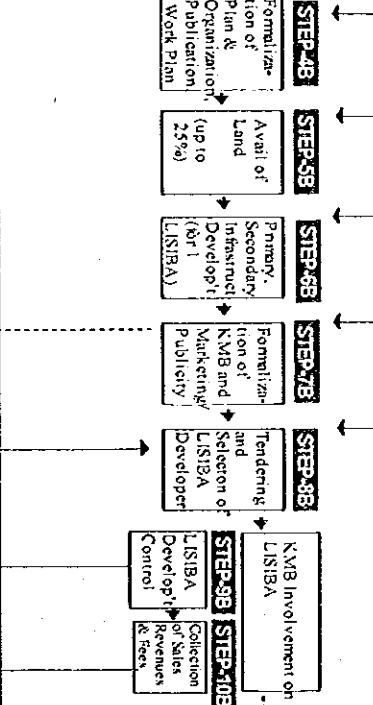 STEP-4B
Formaliza-
tion of
Plan &
Organization,
Publication
Work Plan
STEP-5B
Avail of
Land
(up to
25%)
STEP-6B
Primary,
Secondary
Infrastruct
Develop't
(for 1
LISIBA)
STEP-7B
Formaliza-
tion of
KMB and
Marketing/
Publicity
STEP-8B
Tendering
and
Selecton of
LISIBA
Developer
KMB Involvement on
LISIBA
STEP-9B
LISIBA
Develop't
Control
STEP-10B
Collection
of Sales
Revenues
& Fees